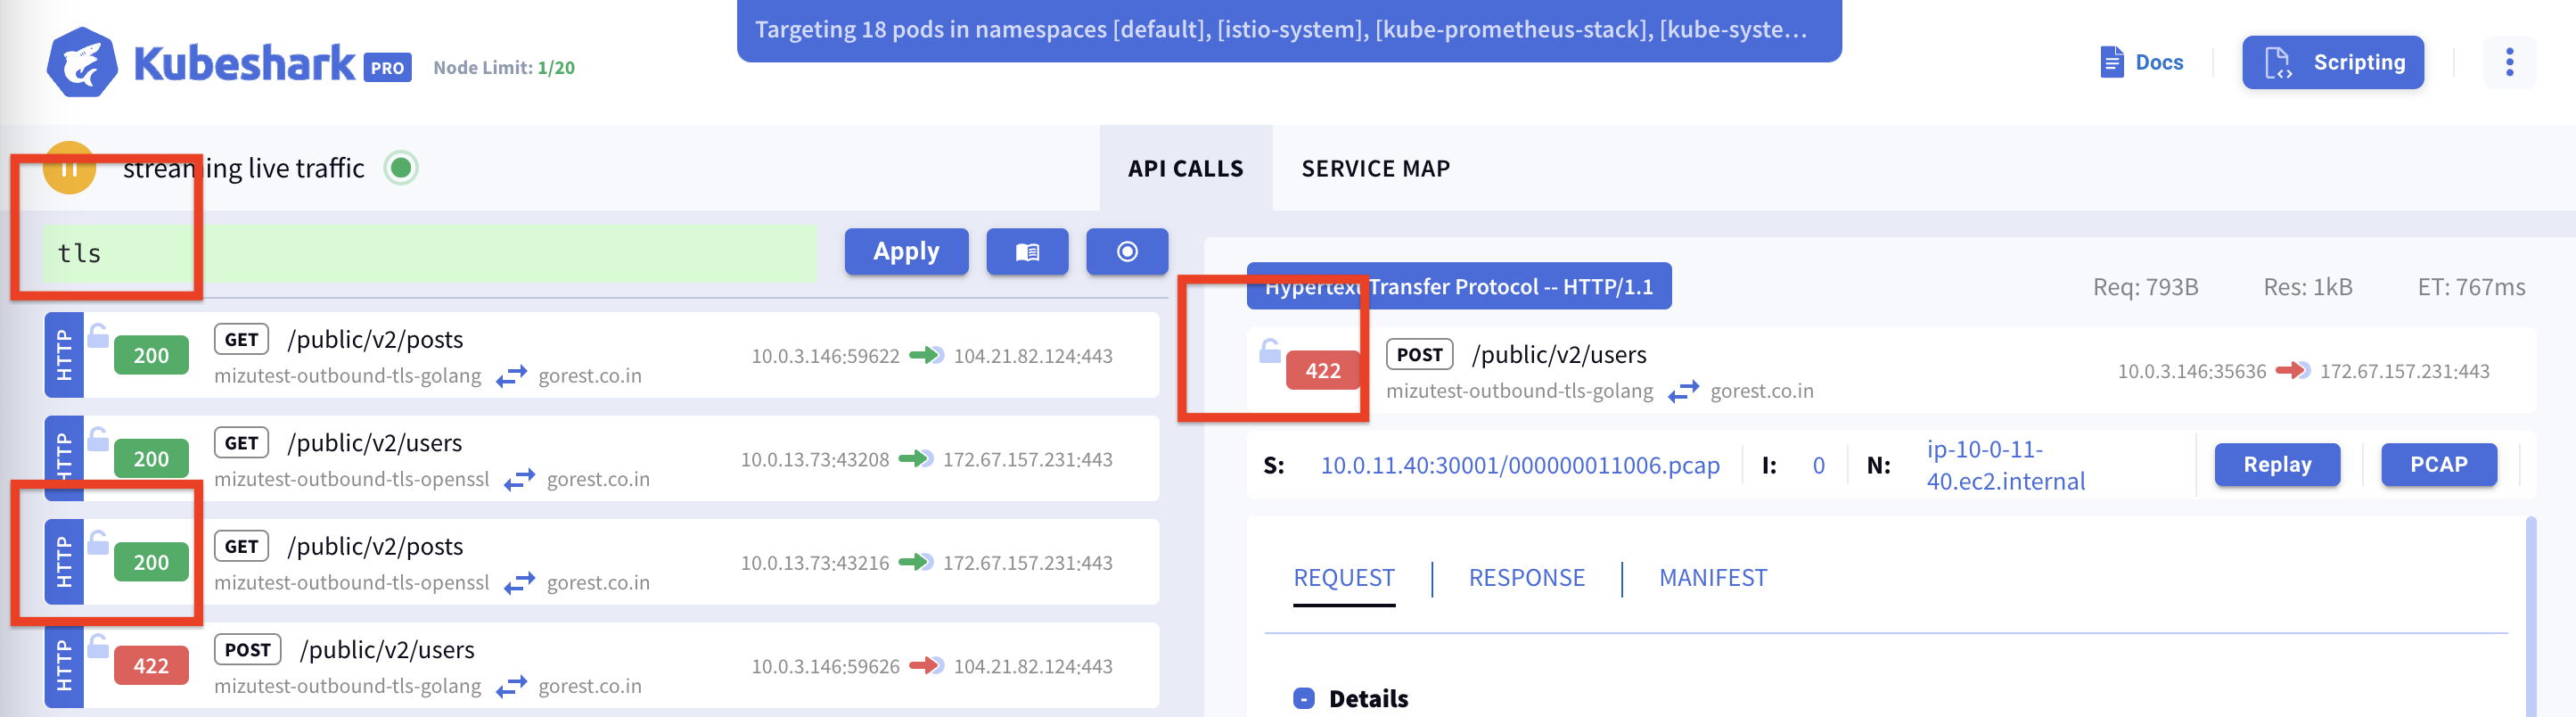 Targeting 18 pods in namespaces [default], [istio-system], [kube-prometheus-stack], [kube-syste...
Kubeshark PRO Node Limit: 1/20
Docs
Scripting
streaming live traffic
API CALLS
SERVICE MAP
tls
Apply
HTTP
200
GET /public/v2/posts
mizutest-outbound-tls-golang gorest.co.in
10.0.3.146:59622 104.21.82.124:443
HTTP
200
GET /public/v2/users
mizutest-outbound-tls-openssl gorest.co.in
10.0.13.73:43208 172.67.157.231:443
HTTP
200
GET /public/v2/posts
mizutest-outbound-tls-openssl gorest.co.in
10.0.13.73:43216 172.67.157.231:443
HTTP
422
POST /public/v2/users
mizutest-outbound-tls-golang gorest.co.in
10.0.3.146:59626 104.21.82.124:443
Hypertext Transfer Protocol -- HTTP/1.1
Req: 793B Res: 1kB ET: 767ms
422
POST /public/v2/users
mizutest-outbound-tls-golang gorest.co.in
10.0.3.146:35636 172.67.157.231:443
S: 10.0.11.40:30001/000000011006.pcap
I: 0
N: ip-10-0-11-
40.ec2.internal
Replay
PCAP
REQUEST
RESPONSE
MANIFEST
- Details